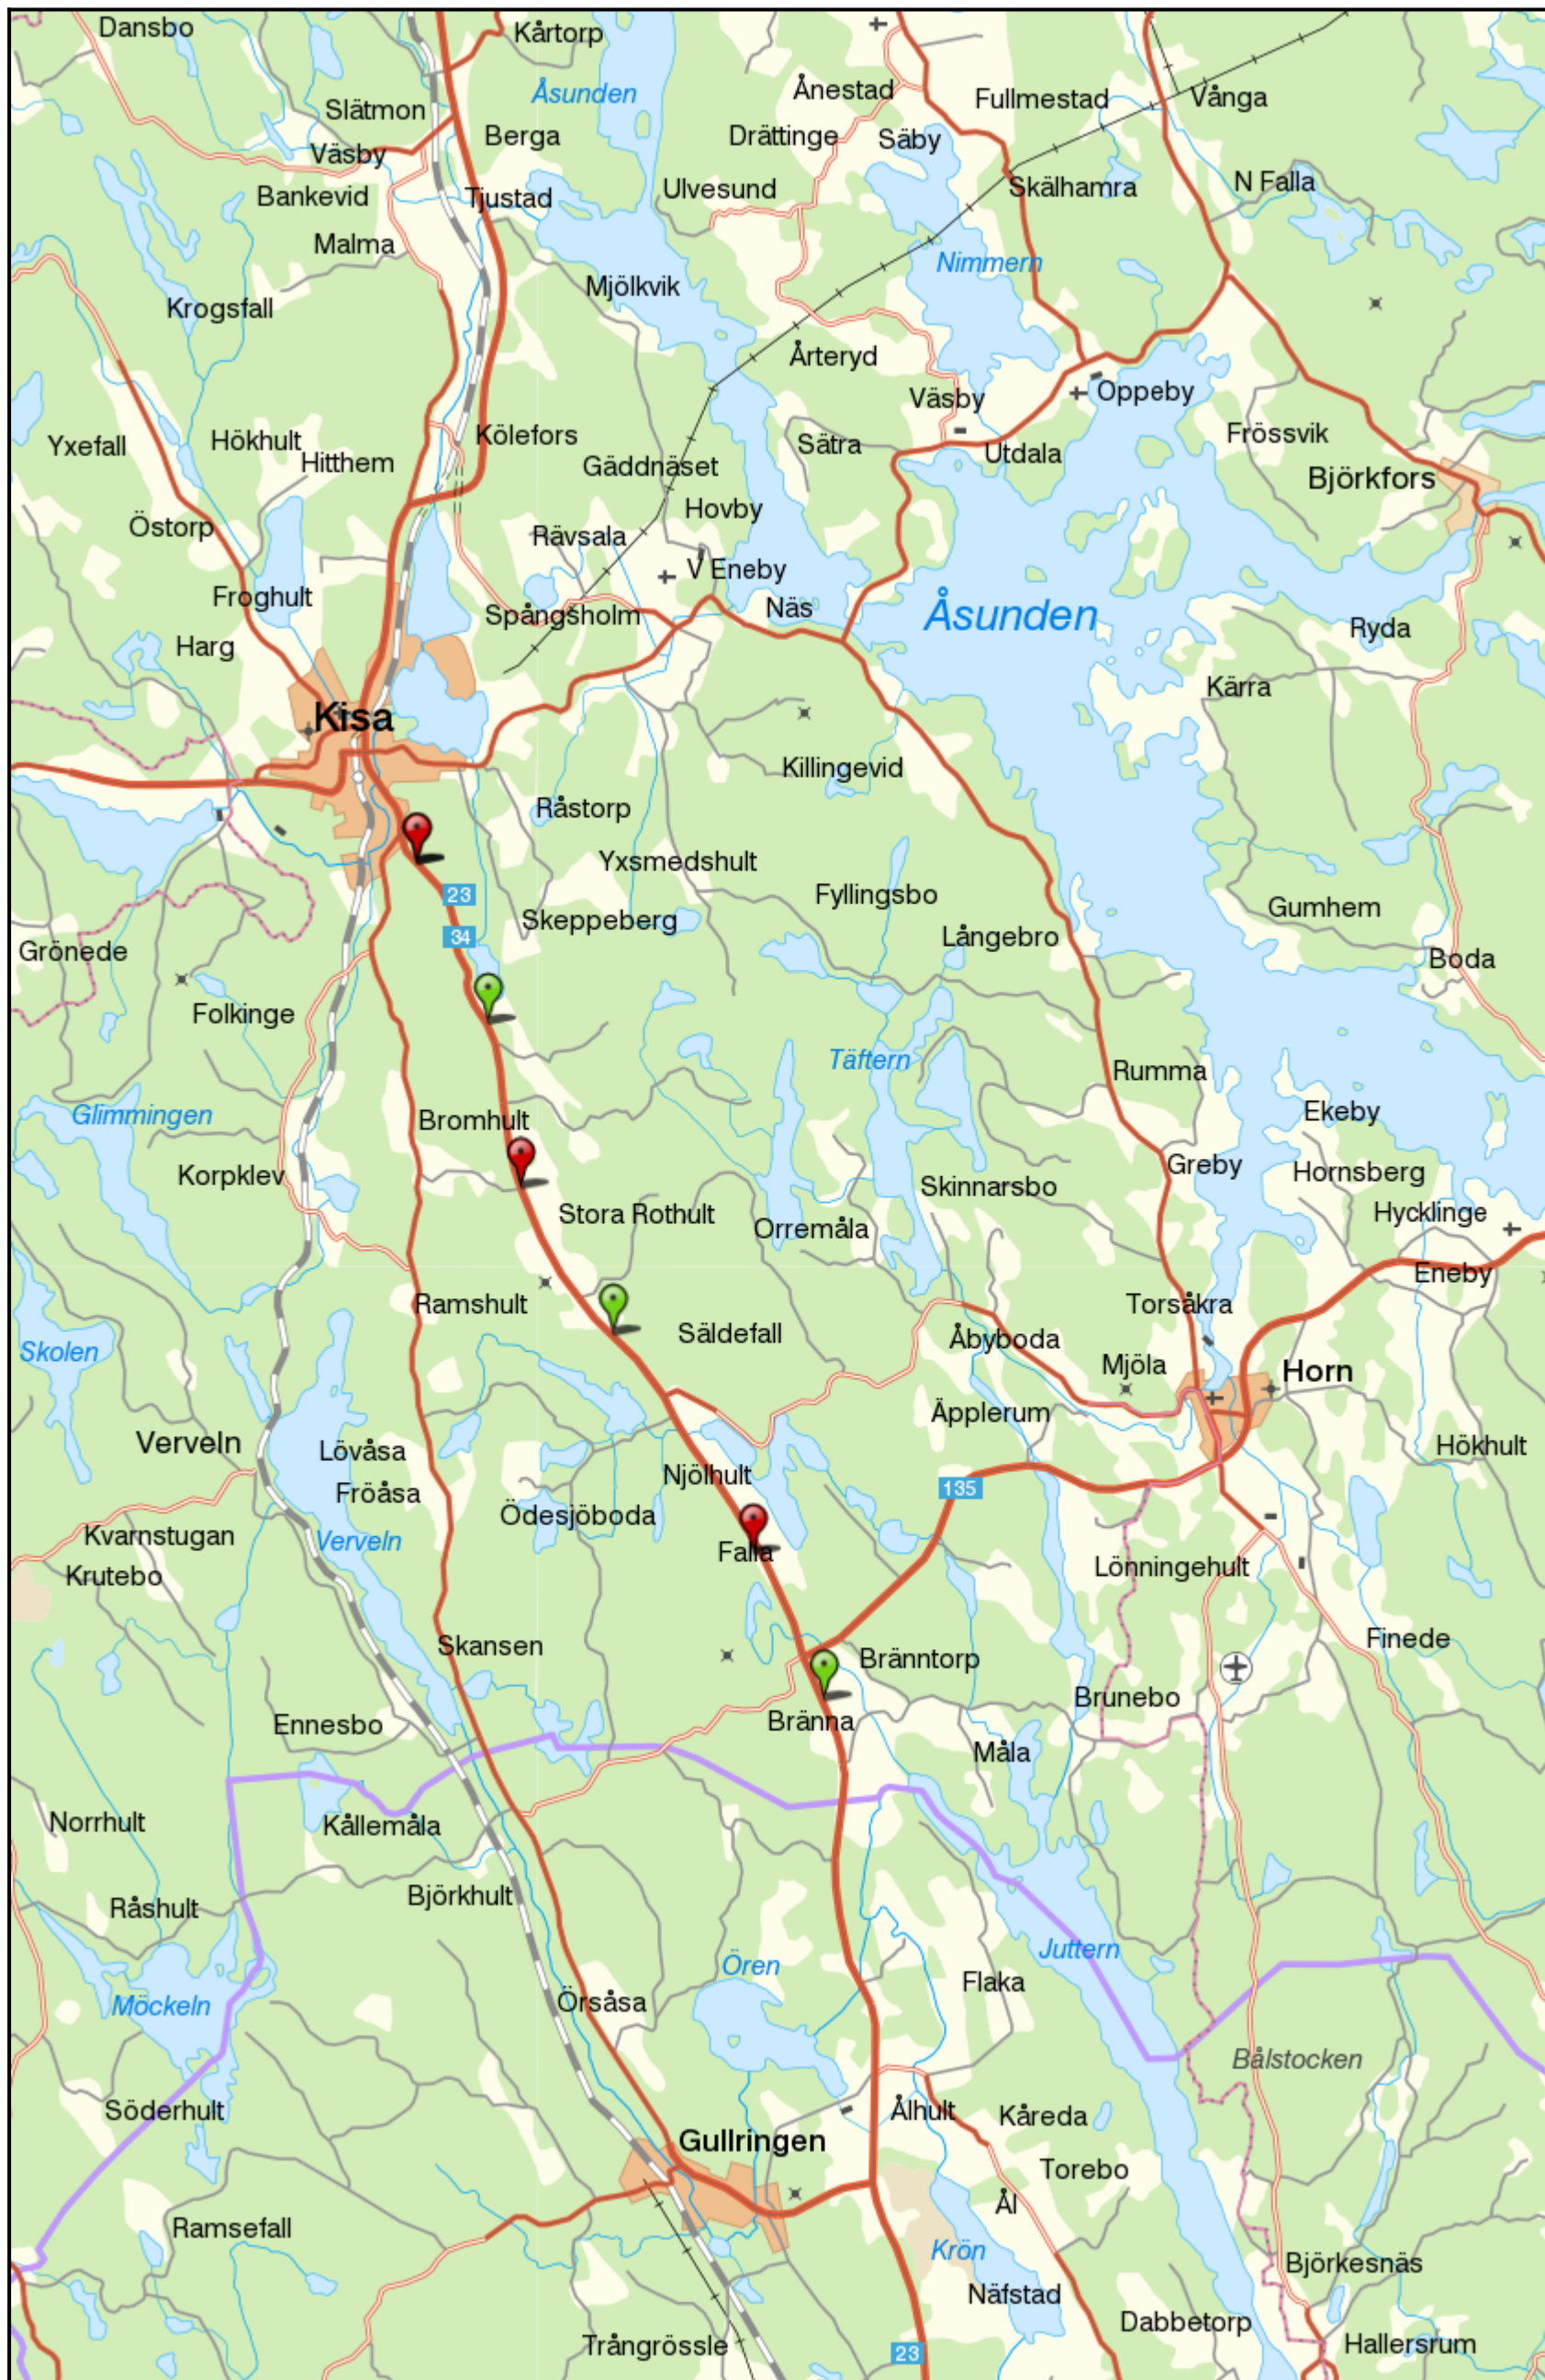 Dansbo
Kårtorp
Åsunden
Ånestad
Fullmestad
Vånga
Slätmon
Berga
Drättinge
Säby
Väsby
Bankevid
Tjustad
Ulvesund
Skälhamra
N Falla
Malma
Nimmern
Mjölkvik
Krogsfall
Årteryd
Väsby
Oppeby
Yxefall
Hökhult
Kölefors
Sätra
Utdala
Frössvik
Hitthem
Gäddnäset
Björkfors
Östorp
Rävsala
Hovby
V Eneby
Froghult
Spångsholm
Näs
Åsunden
Ryda
Harg
Kärra
Kisa
Killingevid
Råstorp
Yxsmedshult
23
Fyllingsbo
Skeppeberg
Gumhem
34
Långebro
Grönede
Boda
Folkinge
Täftern
Rumma
Glimmingen
Bromhult
Ekeby
Korpklev
Skinnarsbo
Greby
Hornsberg
Stora Rothult
Orremåla
Hycklinge
Eneby
Ramshult
Torsåkra
Skolen
Säldefall
Åbyboda
Mjöla
Horn
Äpplerum
Verveln
Lövåsa
Hökhult
Njölhult
Fröåsa
135
Ödesjöboda
Kvarnstugan
Verveln
Falla
Krutebo
Lönningehult
Skansen
Bränntorp
Finede
Ennesbo
Bränna
Brunebo
Måla
Norrhult
Kållemåla
Råshult
Björkhult
Juttern
Ören
Flaka
Möckeln
Örsåsa
Bålstocken
Söderhult
Ålhult
Kåreda
Gullringen
Torebo
Ål
Ramsefall
Krön
Björkesnäs
Näfstad
Dabbetorp
Trångrössle
23
Hallersrum